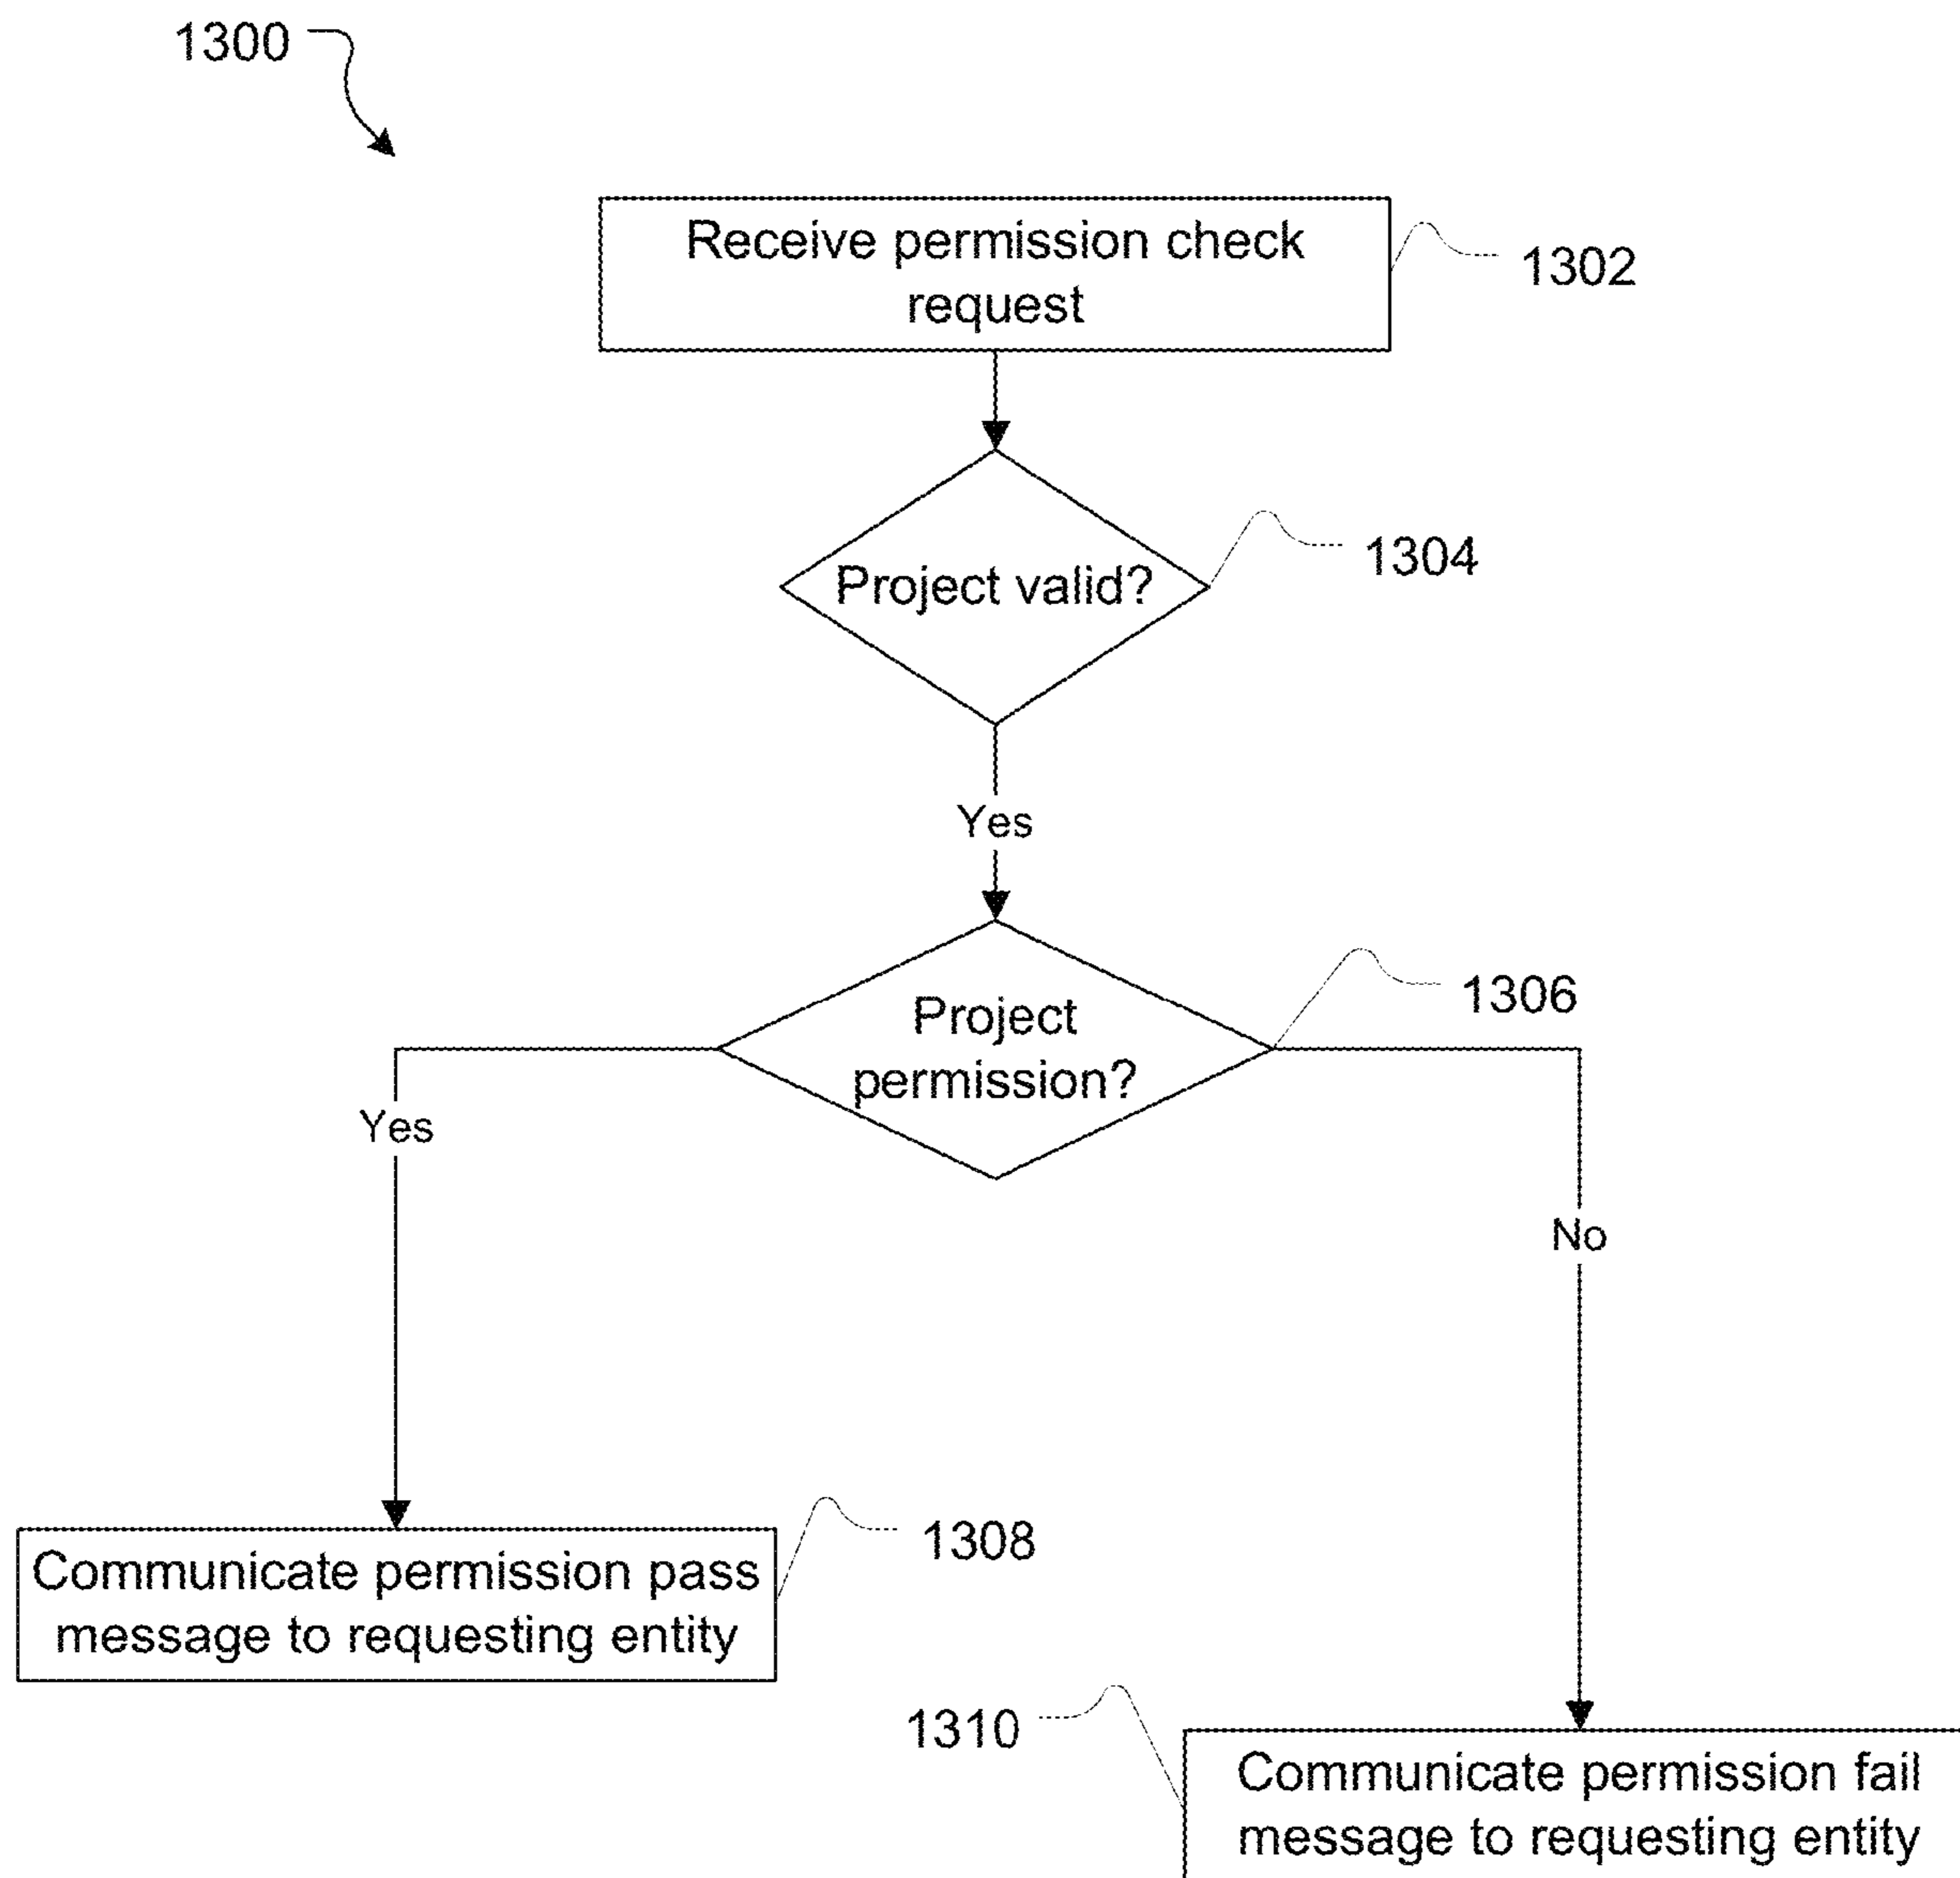 1300
Receive permission check
request
1302
Project valid?
1304
Yes
Project
permission?
1306
Yes
No
Communicate permission pass
message to requesting entity
1308
1310
Communicate permission fail
message to requesting entity